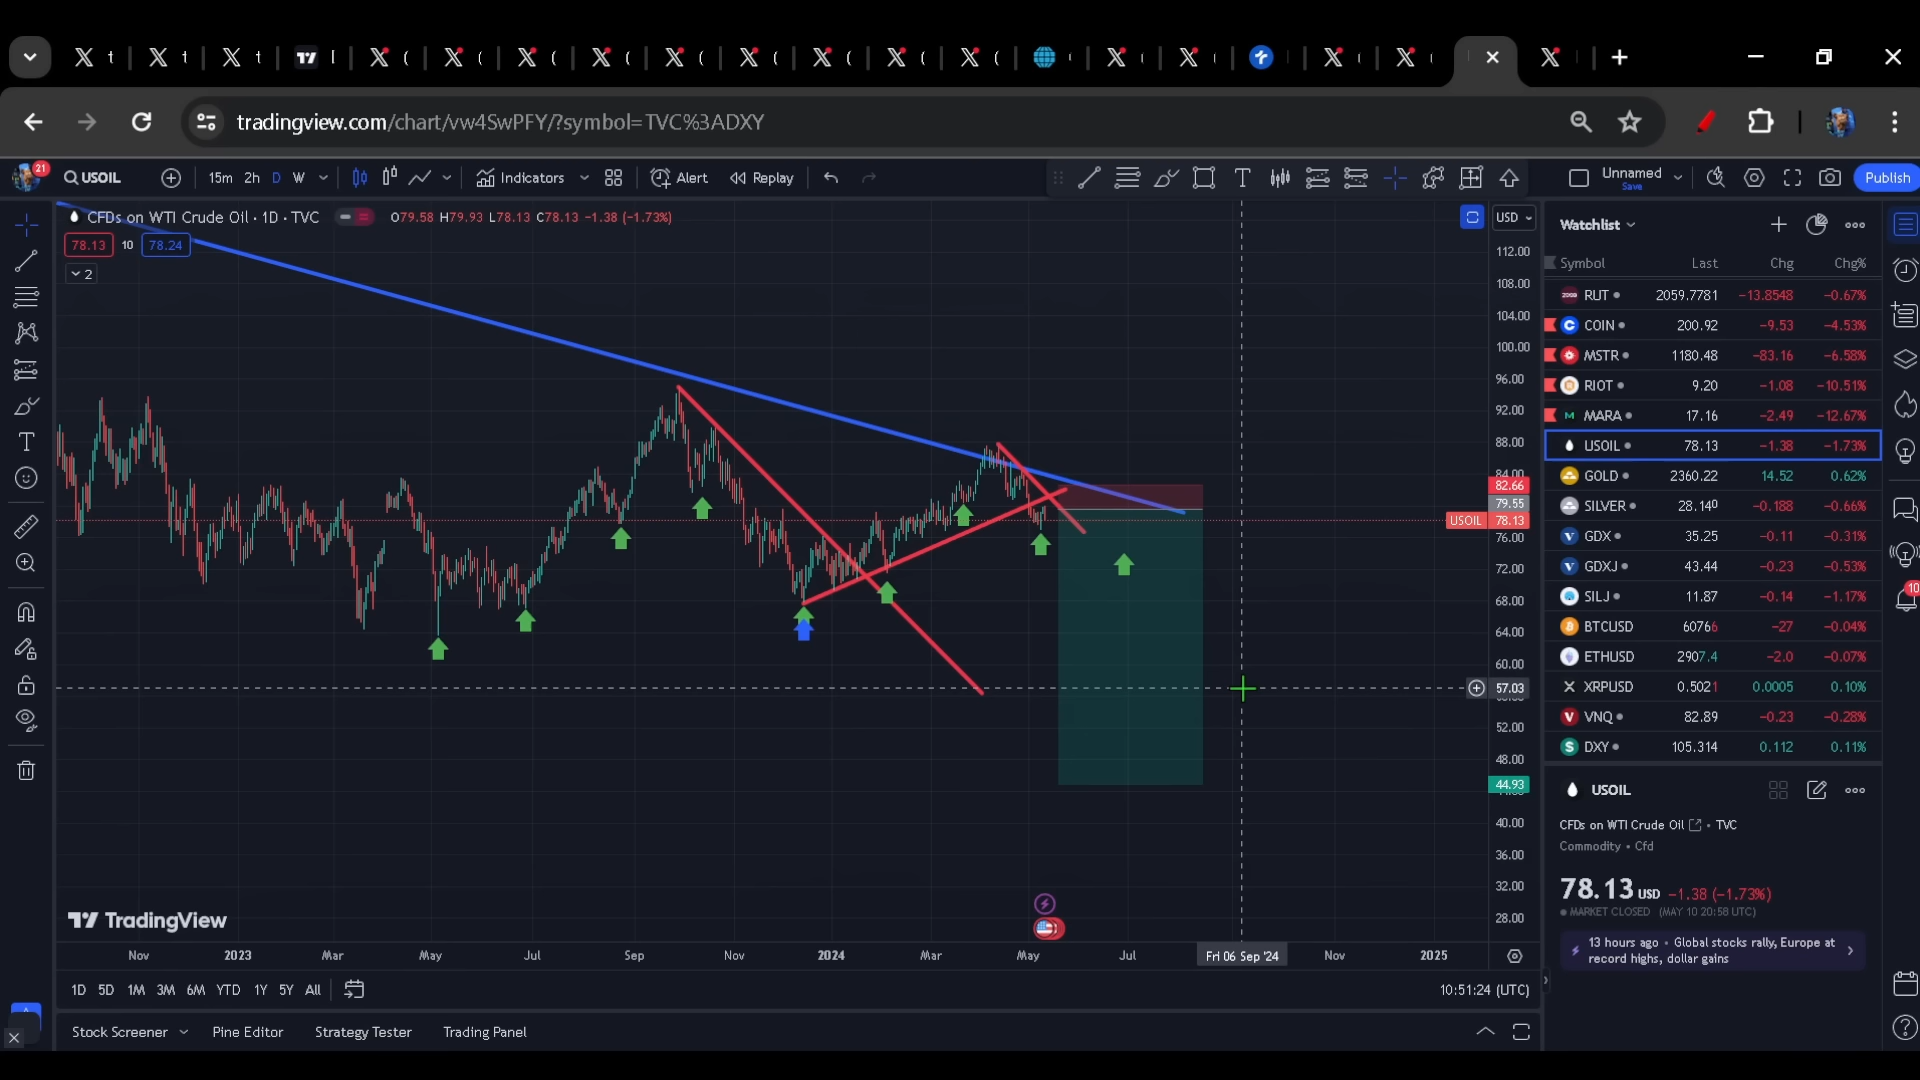 tradingview.com/chart/vw4SwPFY/?symbol=TVC%3ADXY
21
USOIL
15m 2h D W
Indicators
Alert
Replay
Unnamed
Save
Publish
CFDs on WTI Crude Oil · 1D · TVC
O79.58 H79.93 L78.13 C78.13 −1.38 (−1.73%)
78.13 10 78.24
2
USD
112.00
108.00
104.00
100.00
96.00
92.00
88.00
84.00
82.66
79.55
USOIL 78.13
76.00
72.00
68.00
64.00
60.00
57.03
52.00
48.00
44.93
40.00
36.00
32.00
28.00
TradingView
Nov 2023 Mar May Jul Sep Nov 2024 Mar May Jul Fri 06 Sep '24 Nov 2025
1D 5D 1M 3M 6M YTD 1Y 5Y All
10:51:24 (UTC)
Stock Screener Pine Editor Strategy Tester Trading Panel
Watchlist
Symbol Last Chg Chg%
RUT 2059.7781 −13.8548 −0.67%
COIN 200.92 −9.53 −4.53%
MSTR 1180.48 −83.16 −6.58%
RIOT 9.20 −1.08 −10.51%
MARA 17.16 −2.49 −12.67%
USOIL 78.13 −1.38 −1.73%
GOLD 2360.22 14.52 0.62%
SILVER 28.140 −0.188 −0.66%
GDX 35.25 −0.11 −0.31%
GDXJ 43.44 −0.23 −0.53%
SILJ 11.87 −0.14 −1.17%
BTCUSD 60766 −27 −0.04%
ETHUSD 2907.4 −2.0 −0.07%
XRPUSD 0.5021 0.0005 0.10%
VNQ 82.89 −0.23 −0.28%
DXY 105.314 0.112 0.11%
10
USOIL
CFDs on WTI Crude Oil · TVC
Commodity · Cfd
78.13 USD −1.38 (−1.73%)
MARKET CLOSED (MAY 10 20:58 UTC)
13 hours ago · Global stocks rally, Europe at
record highs, dollar gains